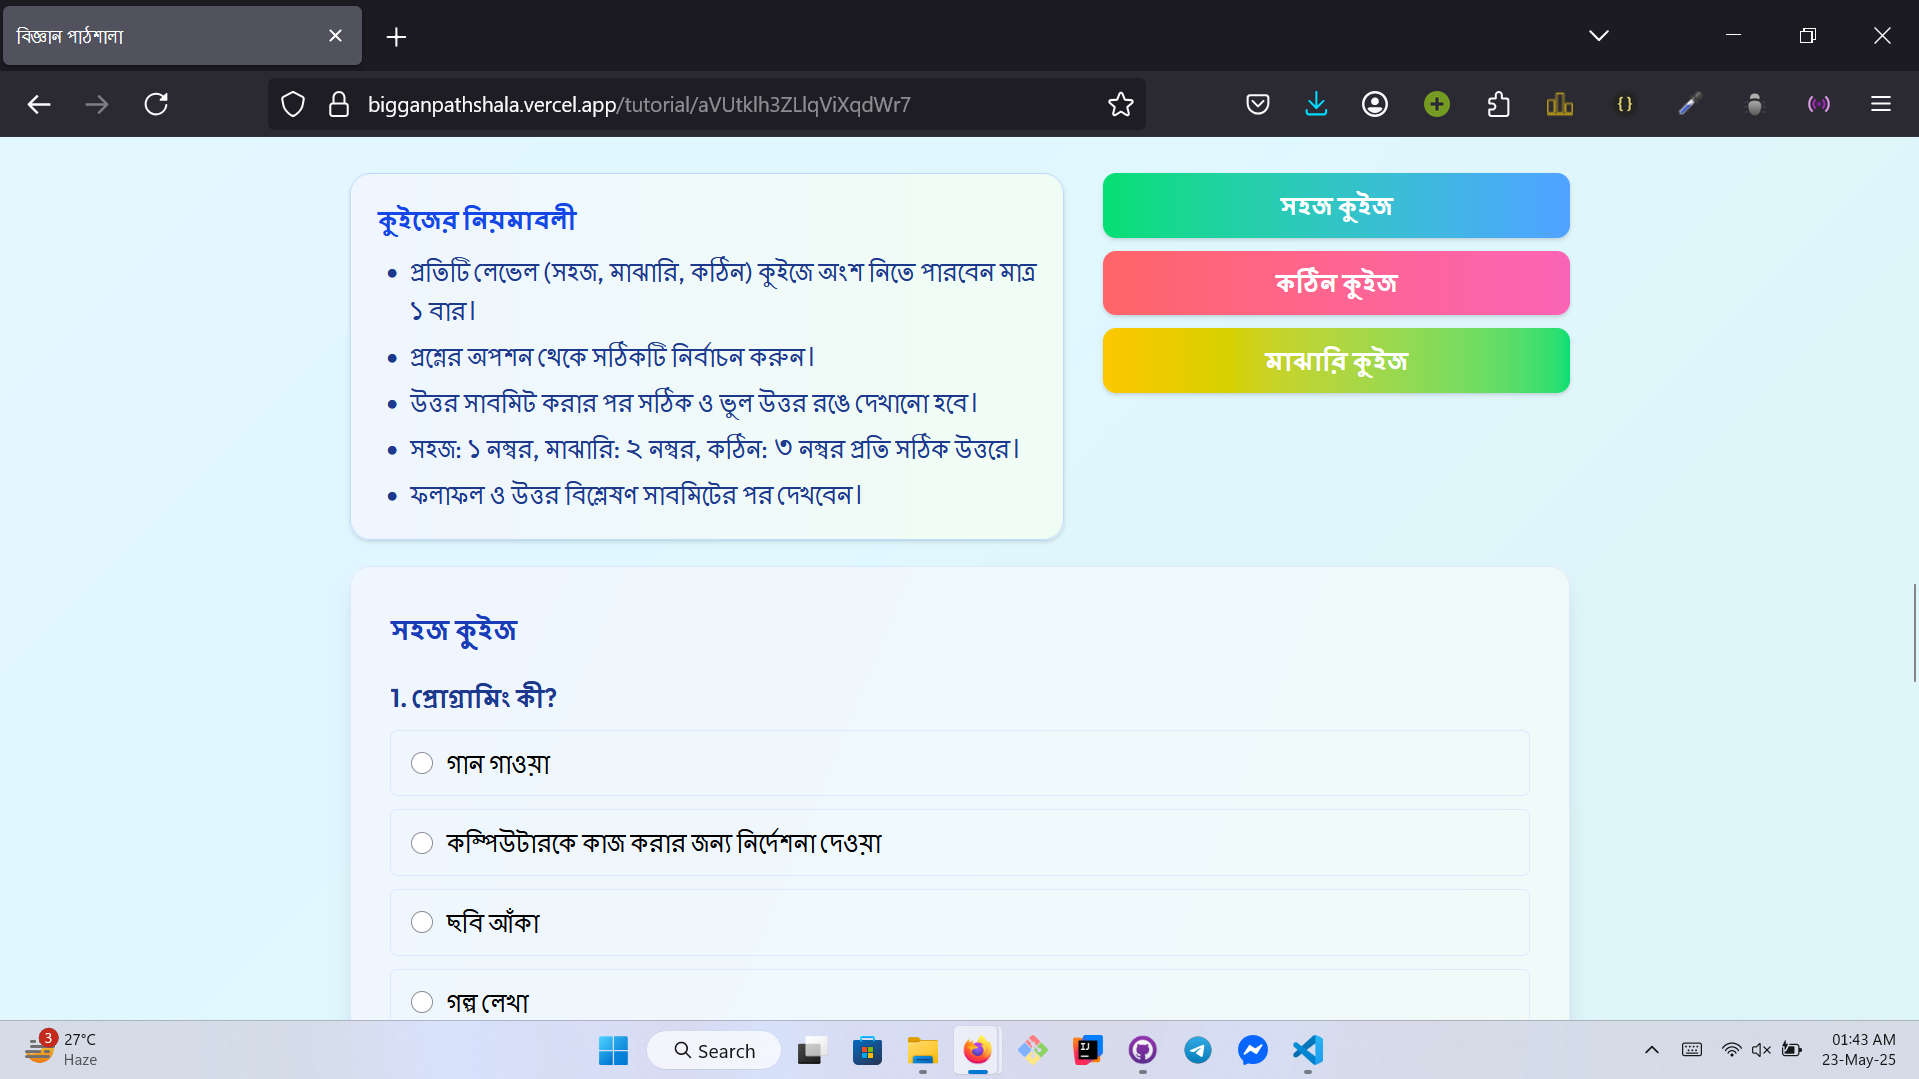 বিজ্ঞান পাঠশালা
bigganpathshala.vercel.app/tutorial/aVUtklh3ZLlqViXqdWr7
কুইজের নিয়মাবলী
প্রতিটি লেভেল (সহজ, মাঝারি, কঠিন) কুইজে অংশ নিতে পারবেন মাত্র
১ বার।
প্রশ্নের অপশন থেকে সঠিকটি নির্বাচন করুন।
উত্তর সাবমিট করার পর সঠিক ও ভুল উত্তর রঙে দেখানো হবে।
সহজ: ১ নম্বর, মাঝারি: ২ নম্বর, কঠিন: ৩ নম্বর প্রতি সঠিক উত্তরে।
ফলাফল ও উত্তর বিশ্লেষণ সাবমিটের পর দেখবেন।
সহজ কুইজ
কঠিন কুইজ
মাঝারি কুইজ
সহজ কুইজ
1. প্রোগ্রামিং কী?
গান গাওয়া
কম্পিউটারকে কাজ করার জন্য নির্দেশনা দেওয়া
ছবি আঁকা
গল্প লেখা
3
27°C
Haze
Search
01:43 AM
23-May-25